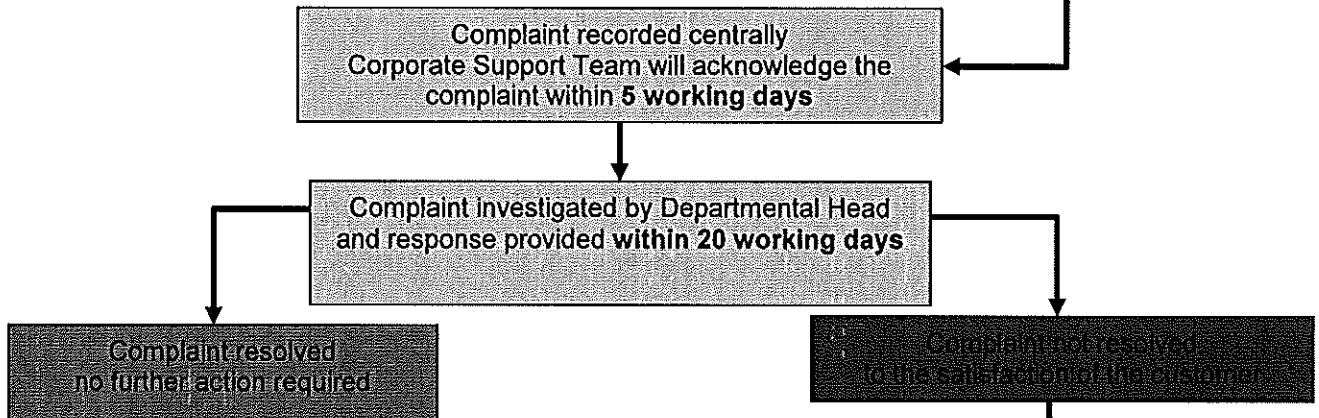 Complaint recorded centrally
Corporate Support Team will acknowledge the
complaint within 5 working days
Complaint investigated by Departmental Head
and response provided within 20 working days
Complaint resolved
no further action required
Complaint not resolved
to the satisfaction of the customer